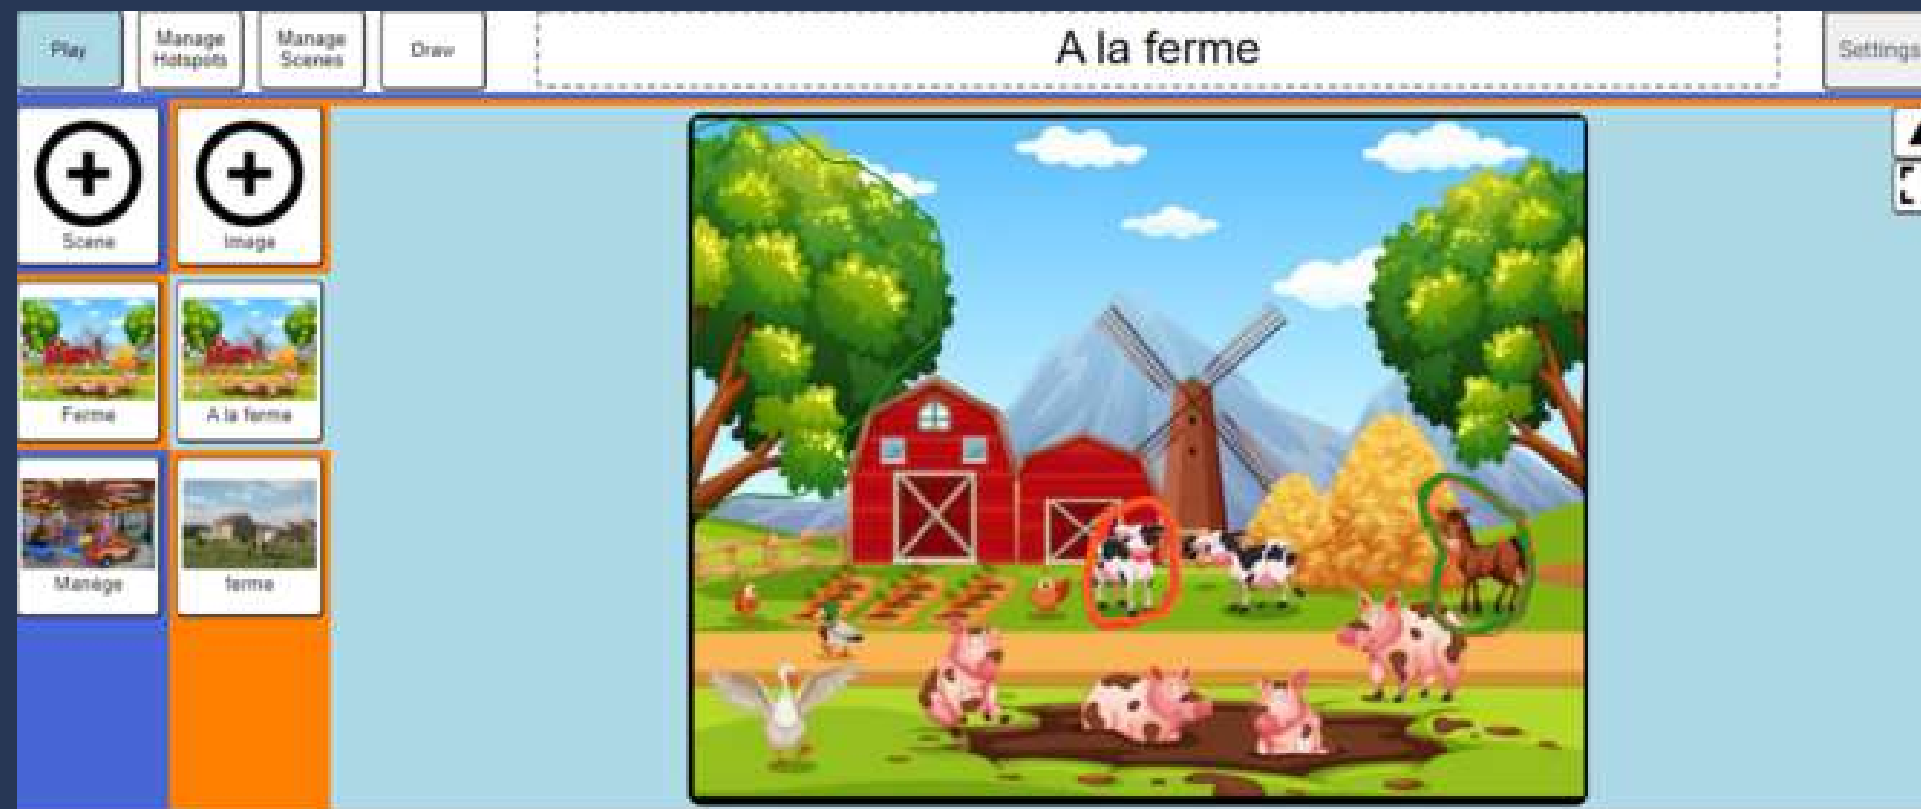 Play
Manage
Hotspots
Manage
Scenes
Draw
A la ferme
Settings
Scene
Image
Ferme
A la ferme
Manège
ferme